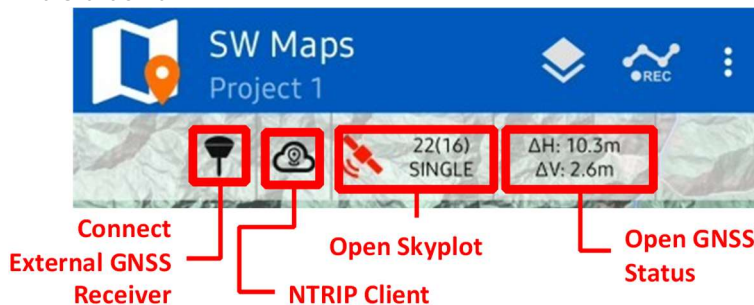 SW Maps
Project 1
REC
22(16)
SINGLE
ΔH: 10.3m
ΔV: 2.6m
Connect
External GNSS
Receiver
NTRIP Client
Open Skyplot
Open GNSS
Status